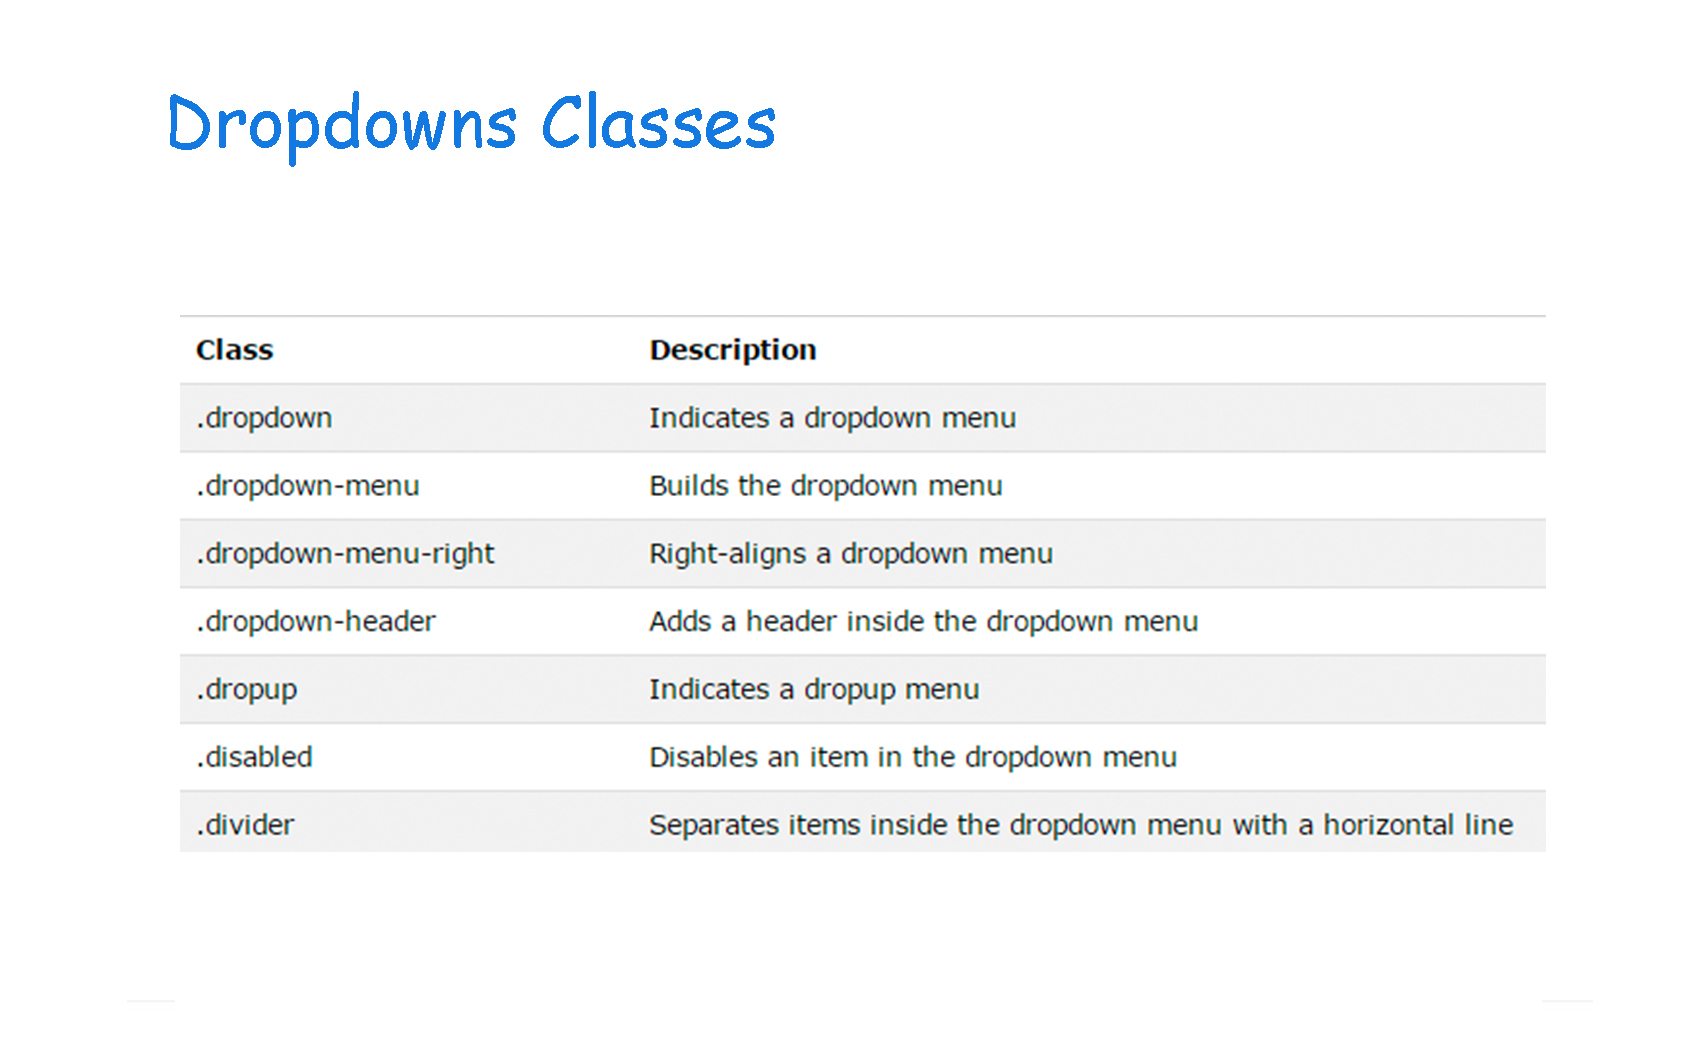 Dropdowns Classes
Class Description
.dropdown Indicates a dropdown menu
.dropdown-menu Builds the dropdown menu
.dropdown-menu-right Right-aligns a dropdown menu
.dropdown-header Adds a header inside the dropdown menu
.dropup Indicates a dropup menu
.disabled Disables an item in the dropdown menu
.divider Separates items inside the dropdown menu with a horizontal line